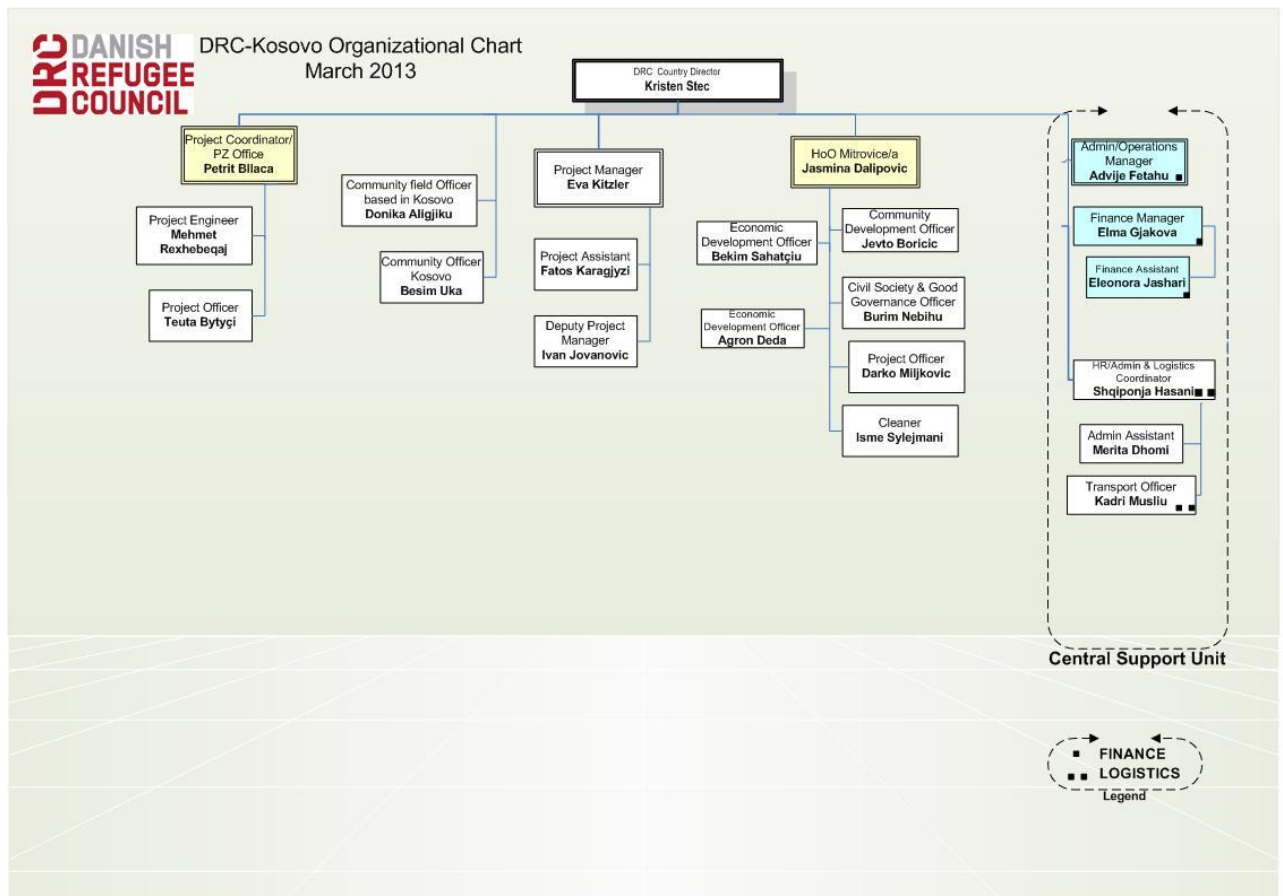 DRC DANISH
REFUGEE
COUNCIL
DRC-Kosovo Organizational Chart
March 2013
DRC Country Director
Kristen Stec
Project Coordinator/
PZ Office
Petrit Bllaca
Project Engineer
Mehmet
Rexhebeqaj
Project Officer
Teuta Bytyçi
Community field Officer
based in Kosovo
Donika Aligjiku
Community Officer
Kosovo
Besim Uka
Project Manager
Eva Kitzler
Project Assistant
Fatos Karagjyzi
Deputy Project
Manager
Ivan Jovanovic
HoO Mitrovice/a
Jasmina Dalipovic
Economic
Development Officer
Bekim Sahatçiu
Community
Development Officer
Jevto Boricic
Civil Society & Good
Governance Officer
Burim Nebihu
Economic
Development Officer
Agron Deda
Project Officer
Darko Miljkovic
Cleaner
Isme Sylejmani
Admin/Operations
Manager
Advije Fetahu
Finance Manager
Elma Gjakova
Finance Assistant
Eleonora Jashari
HR/Admin & Logistics
Coordinator
Shqiponja Hasani
Admin Assistant
Merita Dhomi
Transport Officer
Kadri Musliu
Central Support Unit
FINANCE
LOGISTICS
Legend